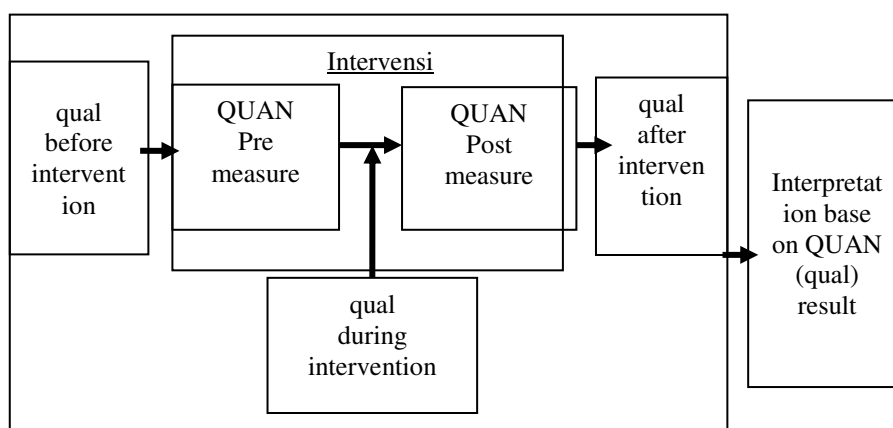 Intervensi
qual
before
intervent
ion
QUAN
Pre
measure
QUAN
Post
measure
qual
after
interven
tion
Interpretat
ion base
on QUAN
(qual)
result
qual
during
intervention